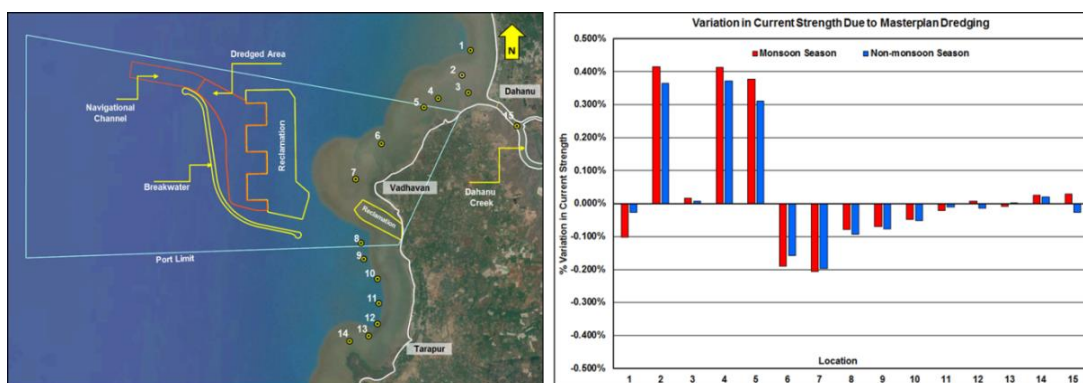 1
N
Dredged Area
2
3
Dahanu
4
5
15
Navigational
Channel
6
Reclamation
7
Vadhavan
Breakwater
Dahanu
Creek
Reclamation
8
9
Port Limit
10
11
12
13
14
Tarapur
Variation in Current Strength Due to Masterplan Dredging
Monsoon Season
Non-monsoon Season
% Variation in Current Strength
0.500%
0.400%
0.300%
0.200%
0.100%
0.000%
-0.100%
-0.200%
-0.300%
-0.400%
-0.500%
Location
1 2 3 4 5 6 7 8 9 10 11 12 13 14 15